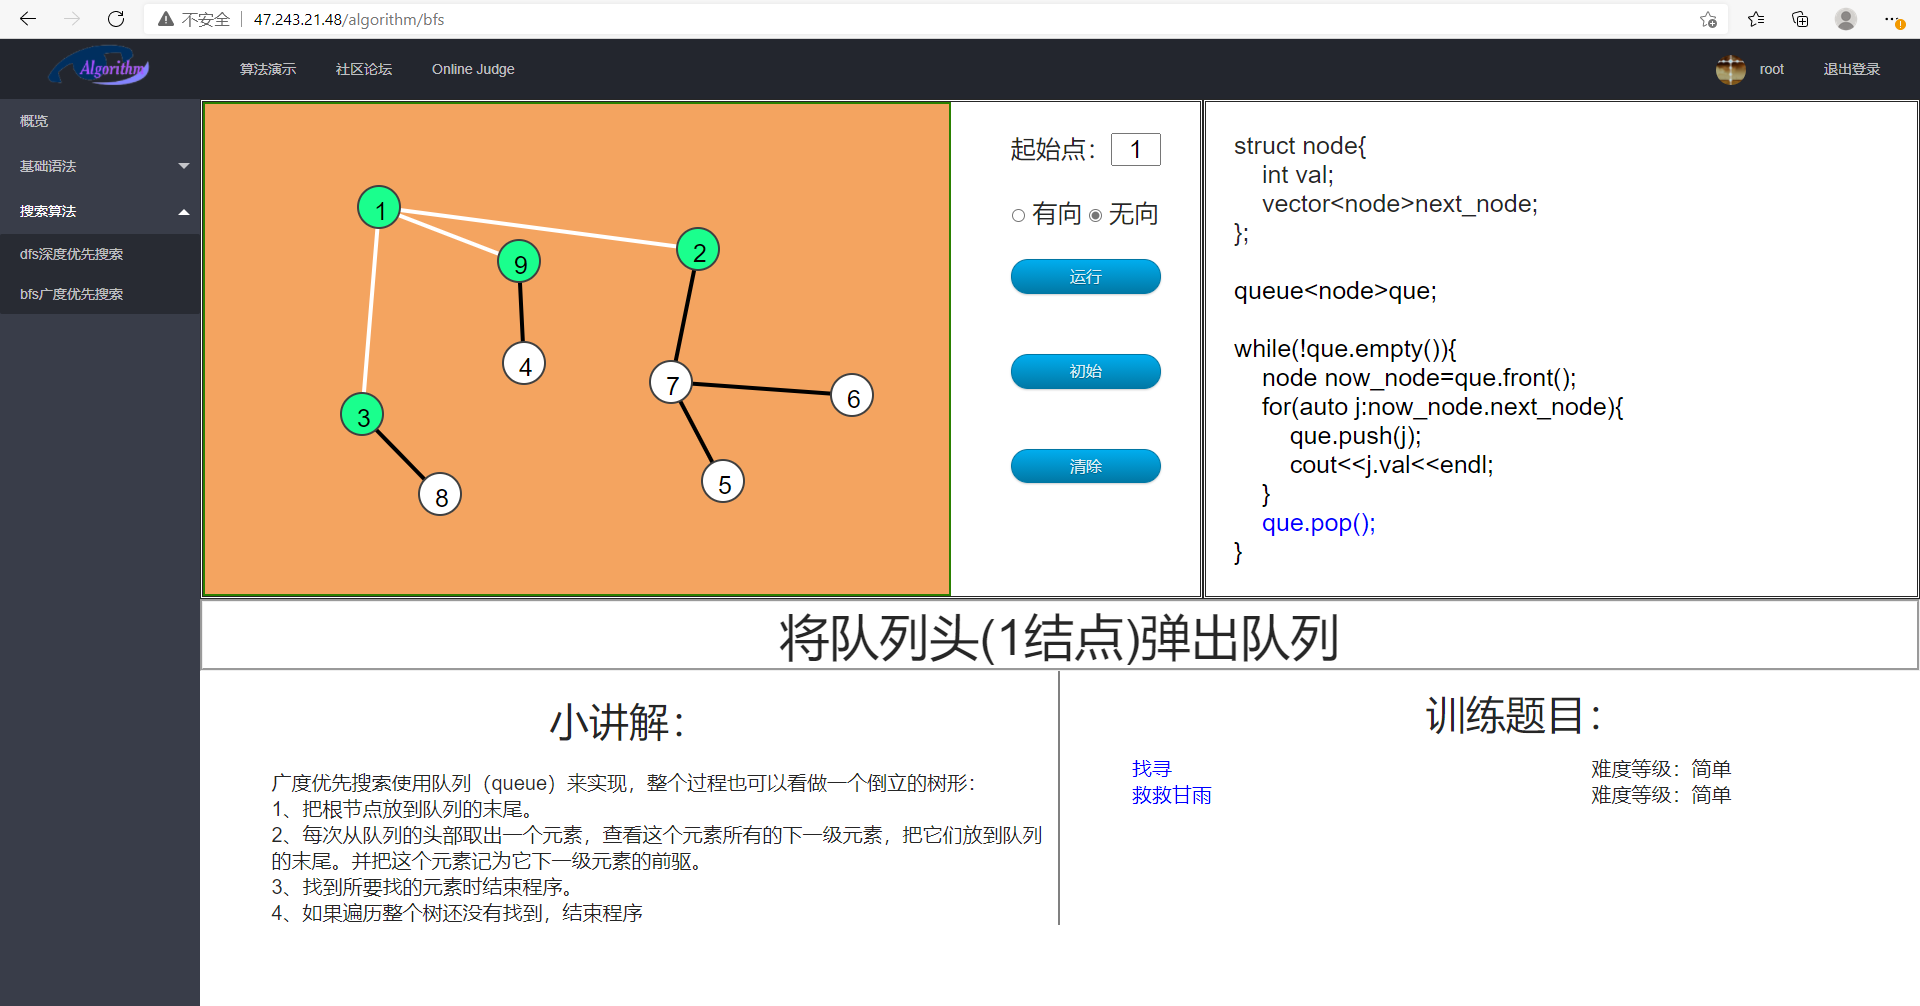 不安全 47.243.21.48/algorithm/bfs
Algorithm 算法演示 社区论坛 Online Judge root 退出登录
概览
基础语法
搜索算法
dfs深度优先搜索
bfs广度优先搜索
1
2
9
4
7
6
3
8
5
起始点： 1
有向 无向
运行
初始
清除
struct node{
int val;
vector<node>next_node;
};
queue<node>que;
while(!que.empty()){
node now_node=que.front();
for(auto j:now_node.next_node){
que.push(j);
cout<<j.val<<endl;
}
que.pop();
}
将队列头(1结点)弹出队列
小讲解：
广度优先搜索使用队列（queue）来实现，整个过程也可以看做一个倒立的树形：
1、把根节点放到队列的末尾。
2、每次从队列的头部取出一个元素，查看这个元素所有的下一级元素，把它们放到队列
的末尾。并把这个元素记为它下一级元素的前驱。
3、找到所要找的元素时结束程序。
4、如果遍历整个树还没有找到，结束程序
训练题目：
找寻 难度等级：简单
救救甘雨 难度等级：简单